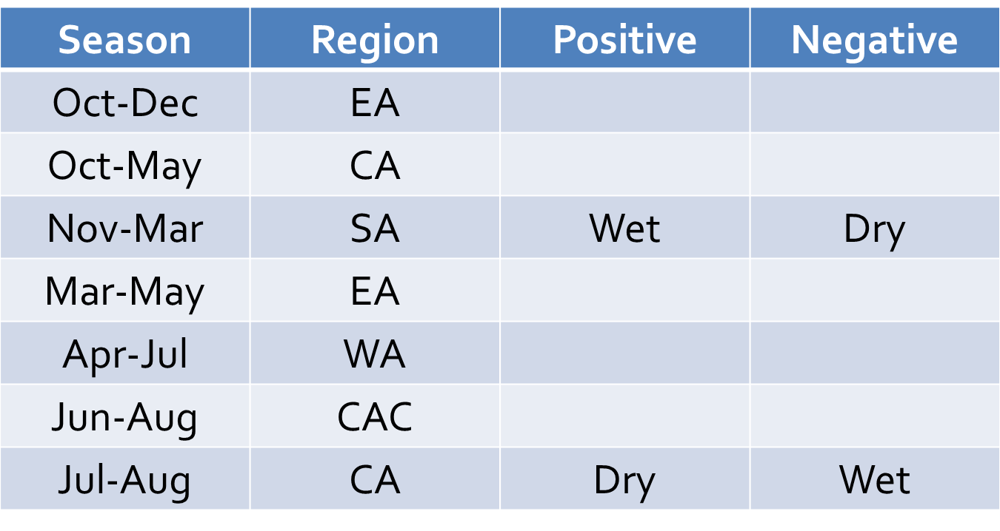 Season Region Positive Negative
Oct-Dec EA
Oct-May CA
Nov-Mar SA Wet Dry
Mar-May EA
Apr-Jul WA
Jun-Aug CAC
Jul-Aug CA Dry Wet